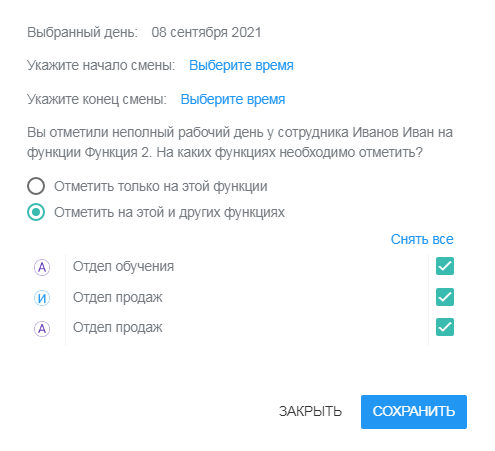 Выбранный день: 08 сентября 2021
Укажите начало смены: Выберите время
Укажите конец смены: Выберите время
Вы отметили неполный рабочий день у сотрудника Иванов Иван на
функции Функция 2. На каких функциях необходимо отметить?
Отметить только на этой функции
Отметить на этой и других функциях
Снять все
А Отдел обучения
И Отдел продаж
А Отдел продаж
ЗАКРЫТЬ СОХРАНИТЬ